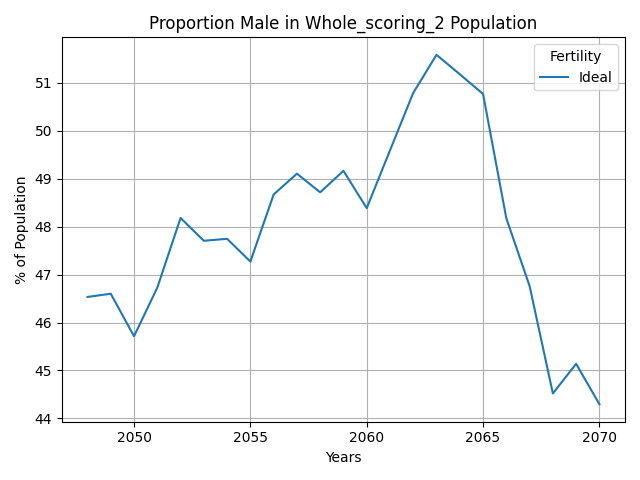 Proportion Male in Whole_scoring_2 Population
Fertility
Ideal
% of Population
51
50
49
48
47
46
45
44
2050
2055
2060
2065
2070
Years